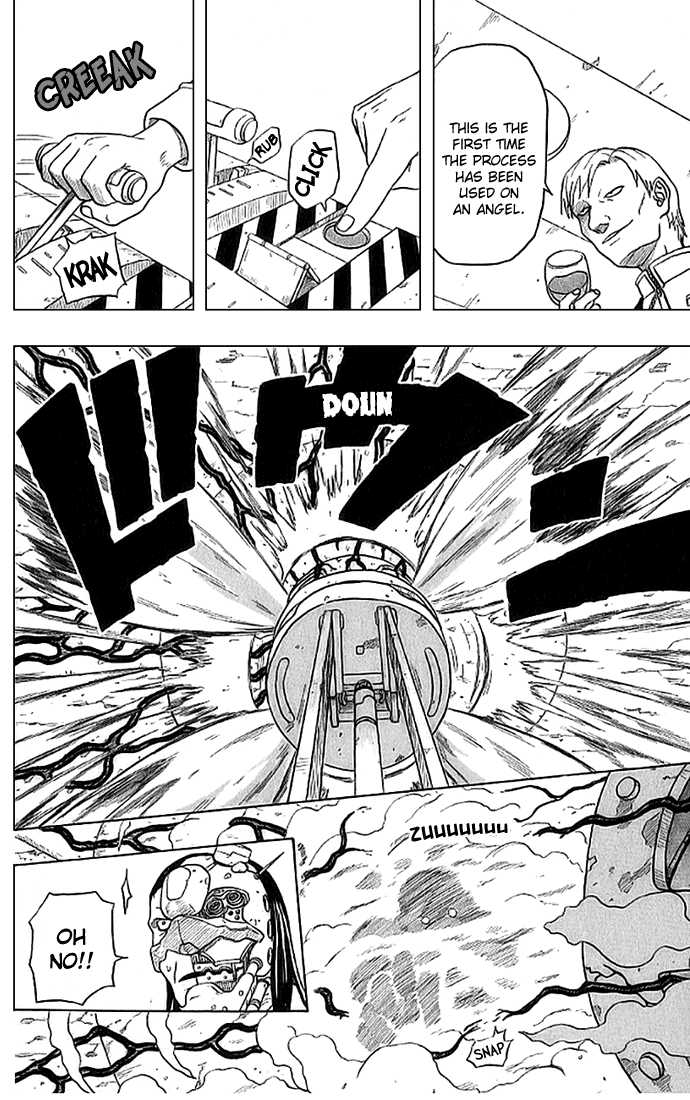 THIS IS THE
FIRST TIME
THE PROCESS
HAS BEEN
USED ON
AN ANGEL.
RUB
CLICK
CREEAK
KRAK
DOUN
ZUUUUUUU
SNAP
OH
NO!!